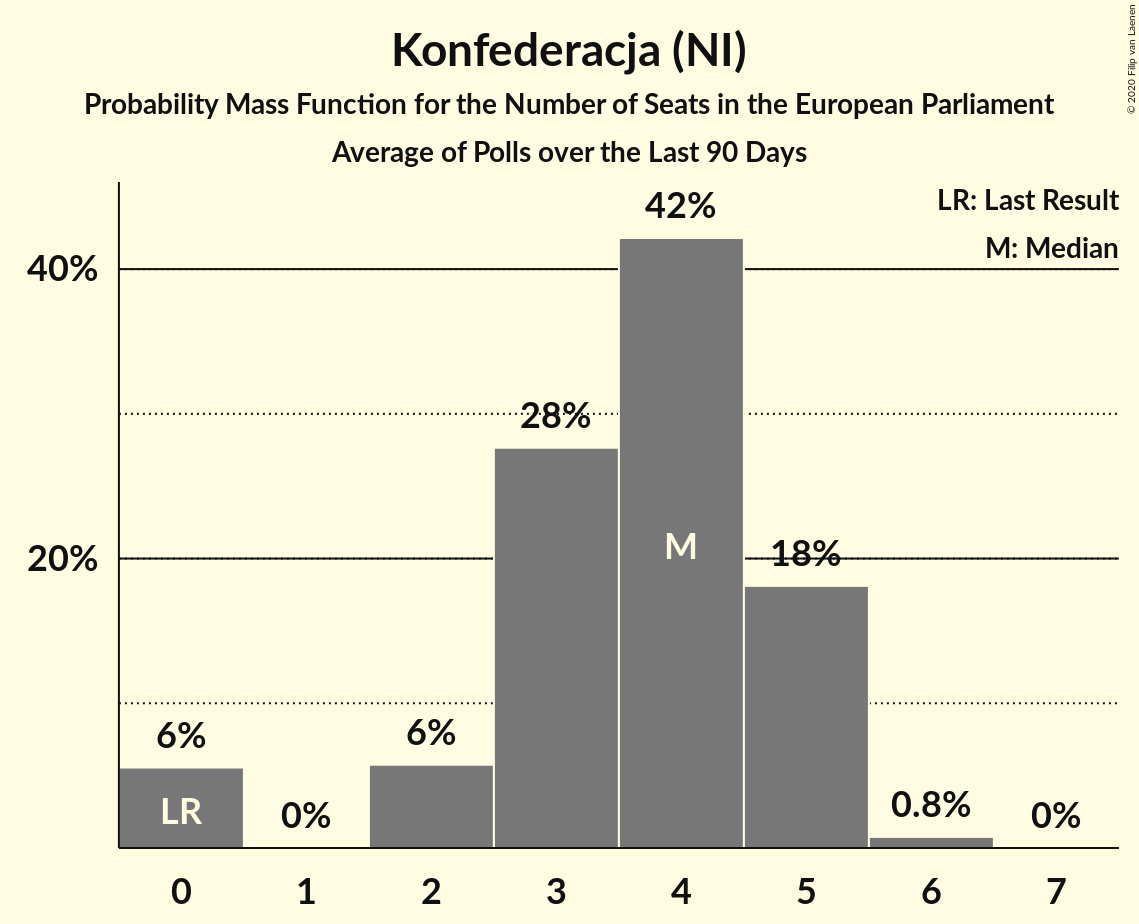 Konfederacja (NI)
Probability Mass Function for the Number of Seats in the European Parliament
Average of Polls over the Last 90 Days
© 2020 Filip van Laenen
LR: Last Result
M: Median
42%
40%
28%
M
18%
20%
6%
6%
LR
0%
0.8%
0%
0 1 2 3 4 5 6 7